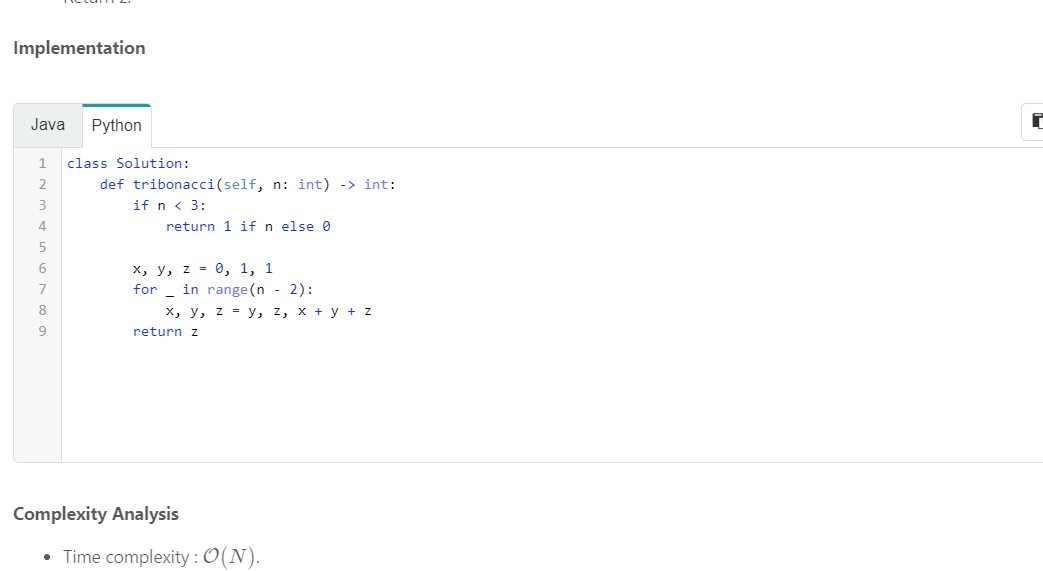 Implementation
Java Python
1 class Solution:
2     def tribonacci(self, n: int) -> int:
3         if n < 3:
4             return 1 if n else 0
5
6         x, y, z = 0, 1, 1
7         for _ in range(n - 2):
8             x, y, z = y, z, x + y + z
9         return z
Complexity Analysis
• Time complexity : O(N).